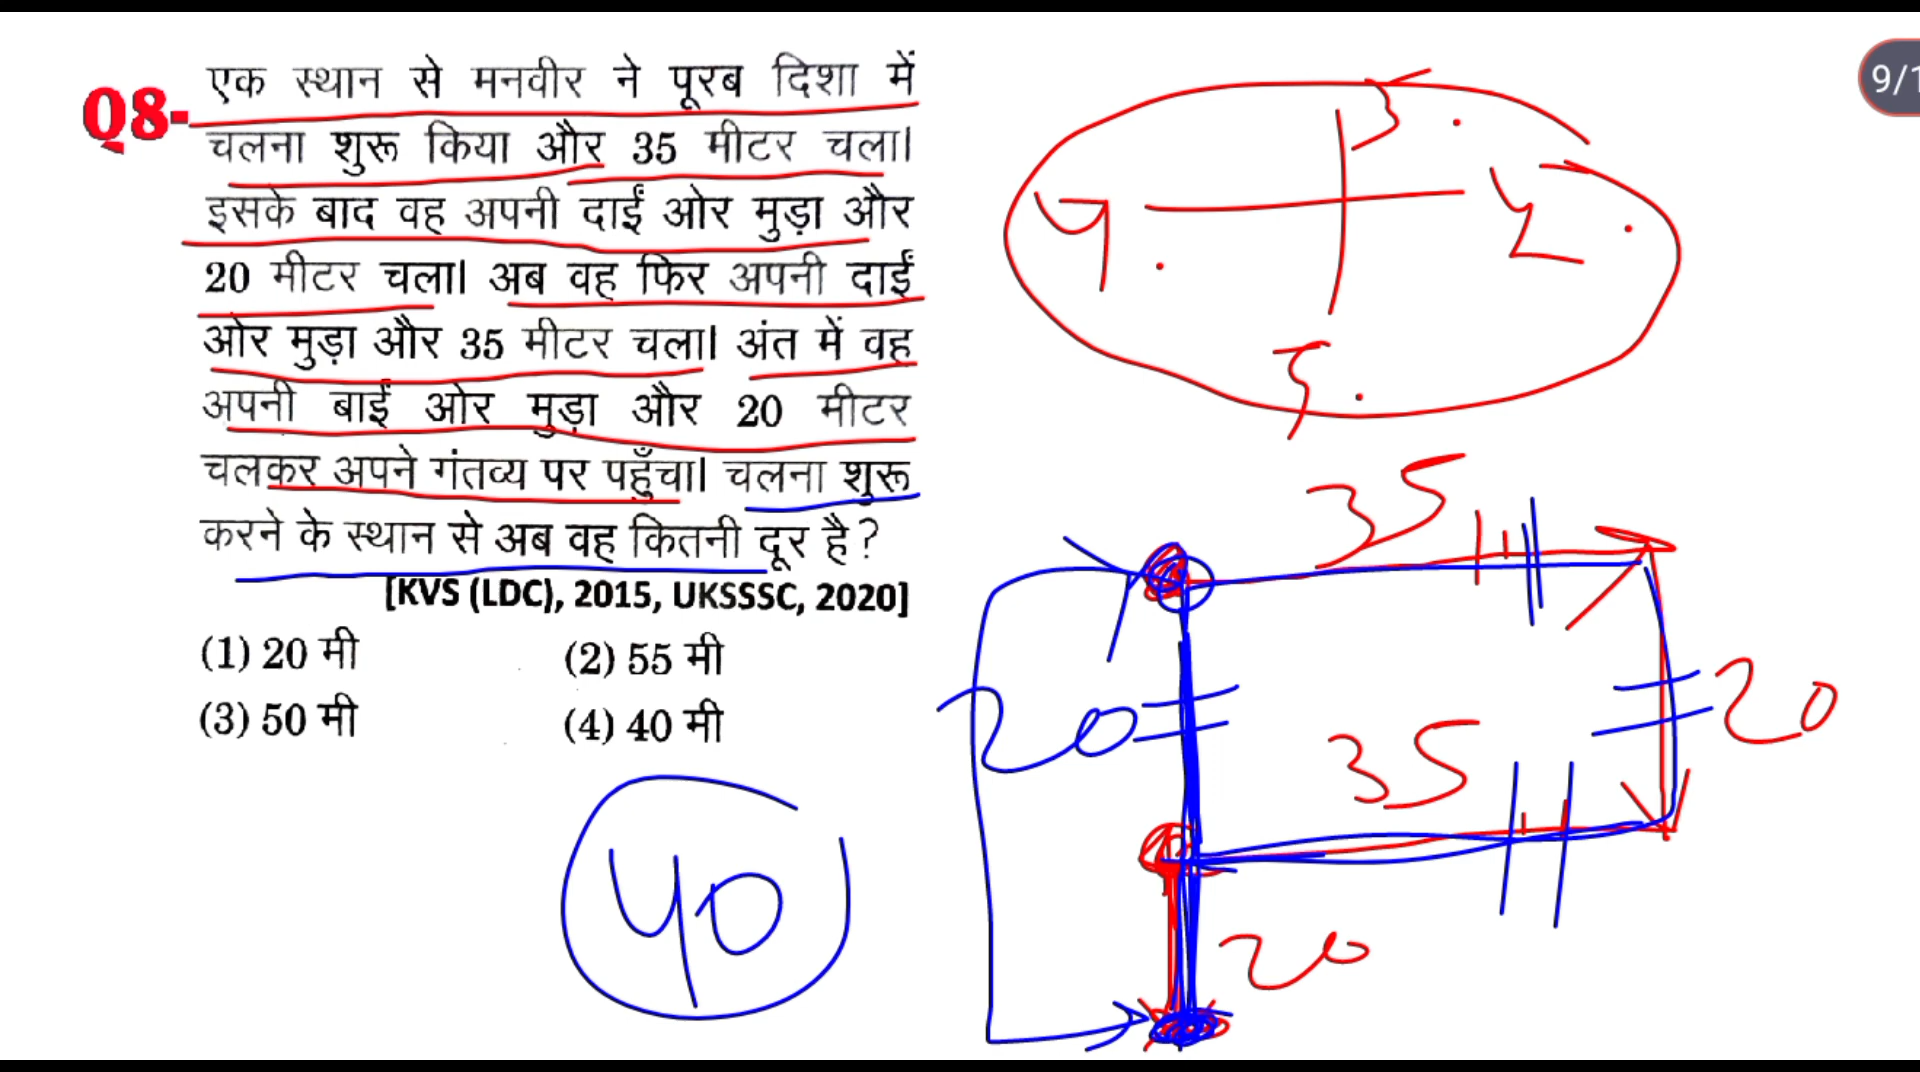 9/1
Q8-
एक स्थान से मनवीर ने पूरब दिशा में
चलना शुरू किया और 35 मीटर चला।
इसके बाद वह अपनी दाईं ओर मुड़ा और
20 मीटर चला। अब वह फिर अपनी दाईं
ओर मुड़ा और 35 मीटर चला। अंत में वह
अपनी बाईं ओर मुड़ा और 20 मीटर
चलकर अपने गंतव्य पर पहुँचा। चलना शुरू
करने के स्थान से अब वह कितनी दूर है?
[KVS (LDC), 2015, UKSSSC, 2020]
(1) 20 मी (2) 55 मी
(3) 50 मी (4) 40 मी
40
35
20
20
35
20